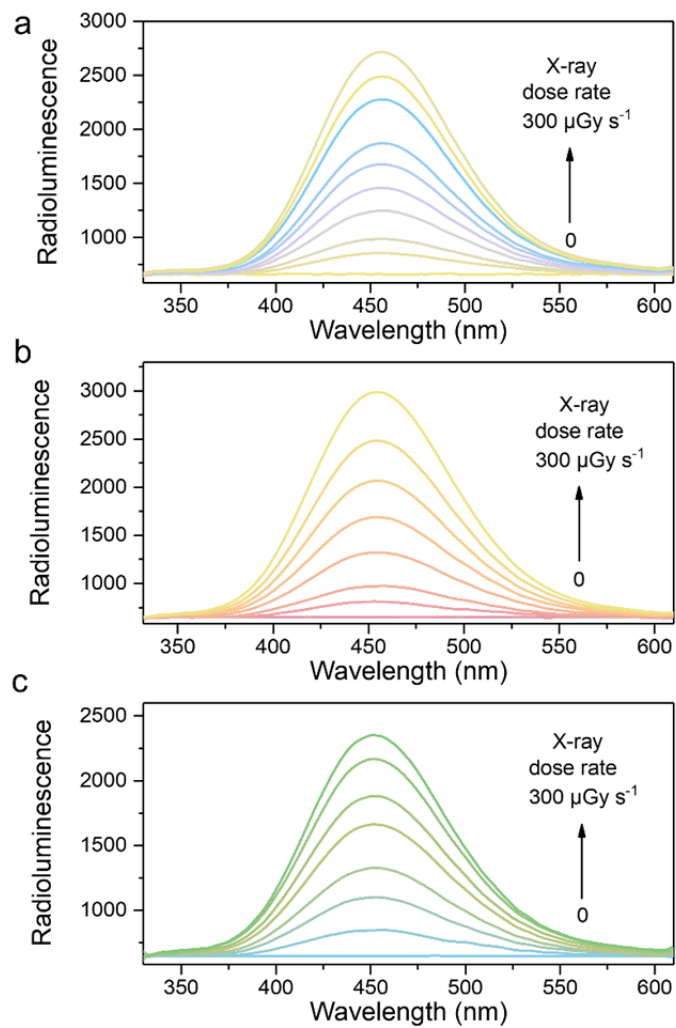 a
Radioluminescence
3000
2500
2000
1500
1000
X-ray
dose rate
300 µGy s⁻¹
0
350 400 450 500 550 600
Wavelength (nm)
b
Radioluminescence
3000
2500
2000
1500
1000
X-ray
dose rate
300 µGy s⁻¹
0
350 400 450 500 550 600
Wavelength (nm)
c
Radioluminescence
2500
2000
1500
1000
X-ray
dose rate
300 µGy s⁻¹
0
350 400 450 500 550 600
Wavelength (nm)